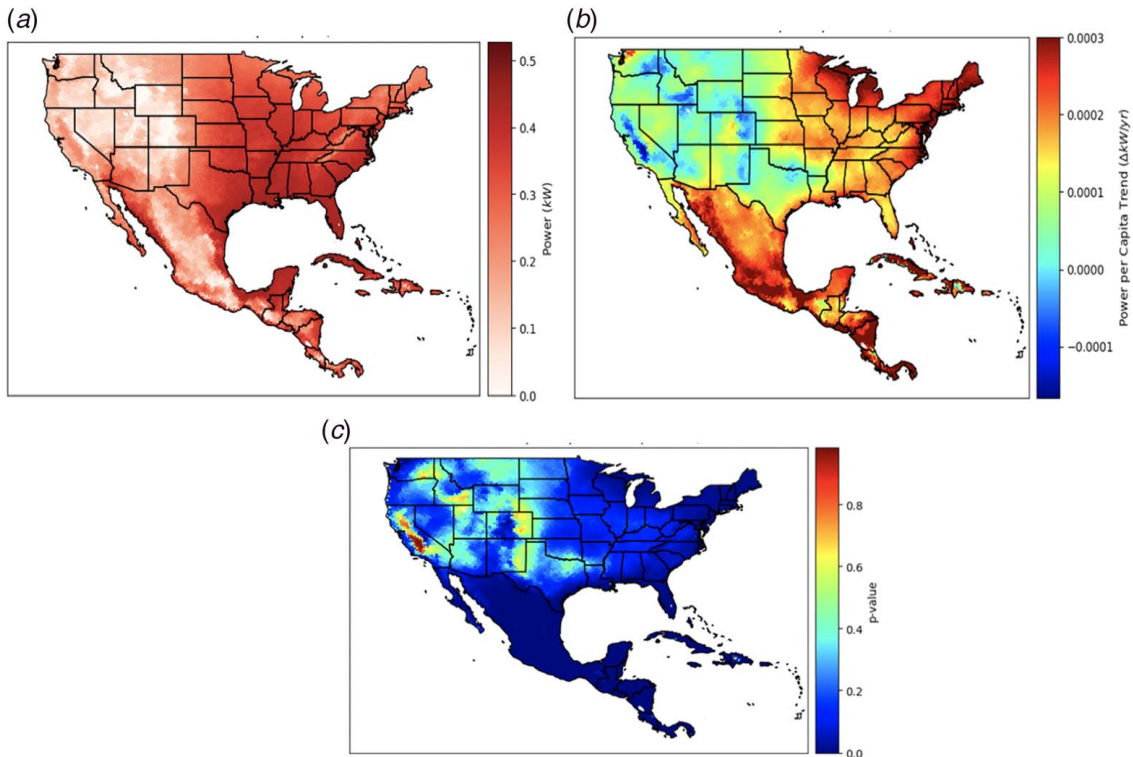 (a)
(b)
0.5
0.4
0.3
0.2
0.1
0.0
Power (kW)
0.0003
0.0002
0.0001
0.0000
−0.0001
Power per Capita Trend (ΔkW/yr)
(c)
0.8
0.6
0.4
0.2
0.0
p-value